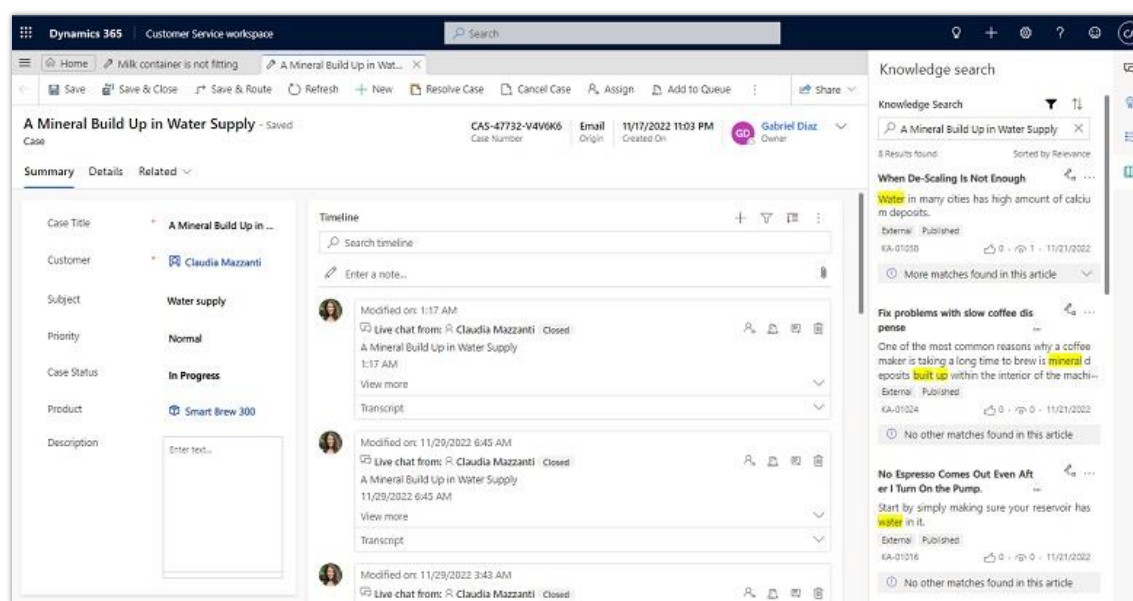 Dynamics 365 Customer Service workspace Search
Home Milk container is not fitting A Mineral Build Up in Wat...
Save Save & Close Save & Route Refresh New Resolve Case Cancel Case Assign Add to Queue Share
A Mineral Build Up in Water Supply - Saved
Case
CAS-47732-V4V6K6
Case Number
Email
Origin
11/17/2022 11:03 PM
Created On
GD
Gabriel Diaz
Owner
Summary Details Related
Case Title * A Mineral Build Up in ...
Customer * Claudia Mazzanti
Subject Water supply
Priority Normal
Case Status In Progress
Product Smart Brew 300
Description Enter text...
Timeline
Search timeline
Enter a note...
Modified on: 1:17 AM
Live chat from: Claudia Mazzanti Closed
A Mineral Build Up in Water Supply
1:17 AM
View more
Transcript
Modified on: 11/29/2022 6:45 AM
Live chat from: Claudia Mazzanti Closed
A Mineral Build Up in Water Supply
11/29/2022 6:45 AM
View more
Transcript
Modified on: 11/29/2022 3:43 AM
Live chat from: Claudia Mazzanti Closed
Knowledge search
Knowledge Search
A Mineral Build Up in Water Supply
8 Results found Sorted by Relevance
When De-Scaling Is Not Enough ...
Water in many cities has high amount of calciu
m deposits.
External Published
KA-01058 0 - 1 - 11/21/2022
More matches found in this article
Fix problems with slow coffee dis
pense ...
One of the most common reasons why a coffee
maker is taking a long time to brew is mineral d
eposits built up within the interior of the machi...
External Published
KA-01024 0 - 0 - 11/21/2022
No other matches found in this article
No Espresso Comes Out Even Aft
er I Turn On the Pump. ...
Start by simply making sure your reservoir has
water in it.
External Published
KA-01016 0 - 0 - 11/21/2022
No other matches found in this article